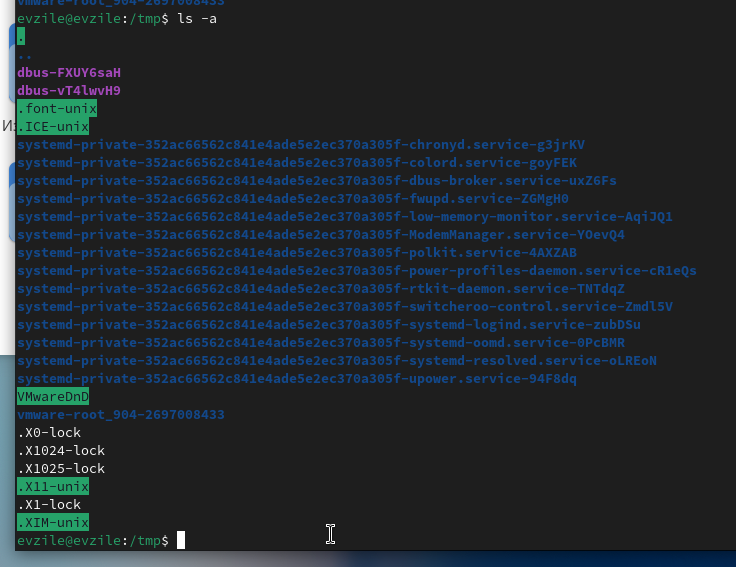 vmware-root_904-2697008433
evzile@evzile:/tmp$ ls -a
.
..
dbus-FXUY6saH
dbus-vT4lwvH9
.font-unix
.ICE-unix
systemd-private-352ac66562c841e4ade5e2ec370a305f-chronyd.service-g3jrKV
systemd-private-352ac66562c841e4ade5e2ec370a305f-colord.service-goyFEK
systemd-private-352ac66562c841e4ade5e2ec370a305f-dbus-broker.service-uxZ6Fs
systemd-private-352ac66562c841e4ade5e2ec370a305f-fwupd.service-ZGMgH0
systemd-private-352ac66562c841e4ade5e2ec370a305f-low-memory-monitor.service-AqiJQ1
systemd-private-352ac66562c841e4ade5e2ec370a305f-ModemManager.service-YOevQ4
systemd-private-352ac66562c841e4ade5e2ec370a305f-polkit.service-4AXZAB
systemd-private-352ac66562c841e4ade5e2ec370a305f-power-profiles-daemon.service-cR1eQs
systemd-private-352ac66562c841e4ade5e2ec370a305f-rtkit-daemon.service-TNTdqZ
systemd-private-352ac66562c841e4ade5e2ec370a305f-switcheroo-control.service-Zmdl5V
systemd-private-352ac66562c841e4ade5e2ec370a305f-systemd-logind.service-zubDSu
systemd-private-352ac66562c841e4ade5e2ec370a305f-systemd-oomd.service-0PcBMR
systemd-private-352ac66562c841e4ade5e2ec370a305f-systemd-resolved.service-oLREoN
systemd-private-352ac66562c841e4ade5e2ec370a305f-upower.service-94F8dq
VMwareDnD
vmware-root_904-2697008433
.X0-lock
.X1024-lock
.X1025-lock
.X11-unix
.X1-lock
.XIM-unix
evzile@evzile:/tmp$